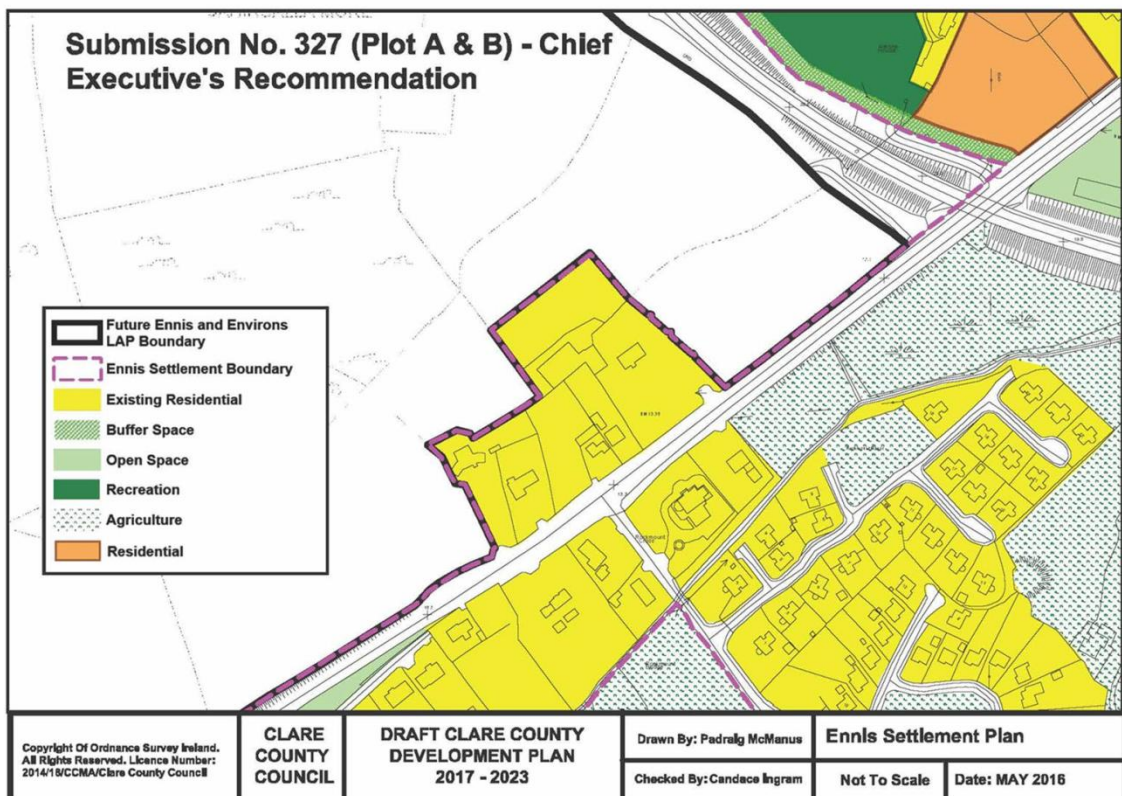 Submission No. 327 (Plot A & B) - Chief
Executive's Recommendation
Future Ennis and Environs
LAP Boundary
Ennis Settlement Boundary
Existing Residential
Buffer Space
Open Space
Recreation
Agriculture
Residential
Copyright Of Ordnance Survey Ireland.
All Rights Reserved. Licence Number:
2014/18/CCMA/Clare County Council
CLARE
COUNTY
COUNCIL
DRAFT CLARE COUNTY
DEVELOPMENT PLAN
2017 - 2023
Drawn By: Padraig McManus
Checked By: Candace Ingram
Ennis Settlement Plan
Not To Scale
Date: MAY 2016